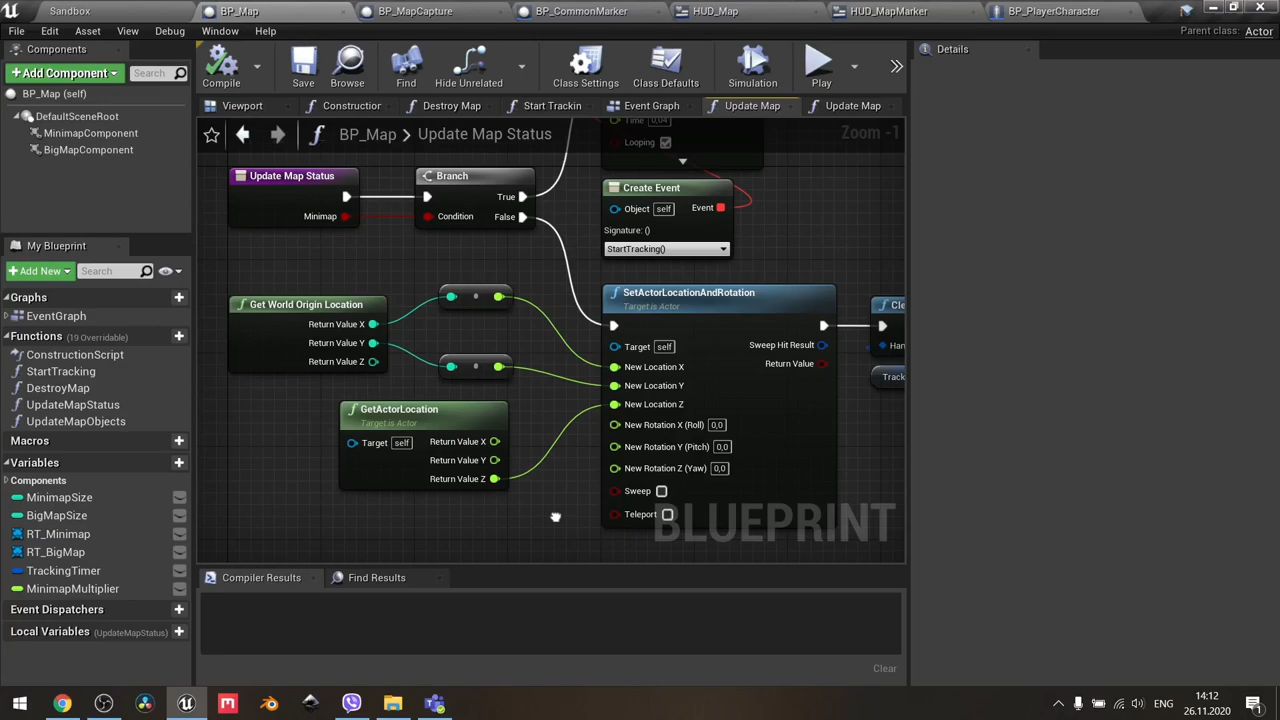 Sandbox
BP_Map
BP_MapCapture
BP_CommonMarker
HUD_Map
HUD_MapMarker
BP_PlayerCharacter
File Edit Asset View Debug Window Help
Parent class: Actor
Components
Add Component
Search
BP_Map (self)
DefaultSceneRoot
MinimapComponent
BigMapComponent
Compile
Save
Browse
Find
Hide Unrelated
Class Settings
Class Defaults
Simulation
Play
Details
Viewport
Constructior
Destroy Map
Start Trackin
Event Graph
Update Map
Update Map
BP_Map > Update Map Status
Zoom -1
Time 0,04
Looping
Update Map Status
Minimap
Branch
Condition
True
False
Create Event
Object self
Event
Signature: ()
StartTracking()
Get World Origin Location
Return Value X
Return Value Y
Return Value Z
GetActorLocation
Target is Actor
Target self
Return Value X
Return Value Y
Return Value Z
SetActorLocationAndRotation
Target is Actor
Target self
Sweep Hit Result
Return Value
New Location X
New Location Y
New Location Z
New Rotation X (Roll) 0,0
New Rotation Y (Pitch) 0,0
New Rotation Z (Yaw) 0,0
Sweep
Teleport
Cle
Han
Track
BLUEPRINT
My Blueprint
Add New
Search
Graphs
EventGraph
Functions (19 Overridable)
ConstructionScript
StartTracking
DestroyMap
UpdateMapStatus
UpdateMapObjects
Macros
Variables
Components
MinimapSize
BigMapSize
RT_Minimap
RT_BigMap
TrackingTimer
MinimapMultiplier
Event Dispatchers
Local Variables (UpdateMapStatus)
Compiler Results
Find Results
Clear
ENG
14:12
26.11.2020